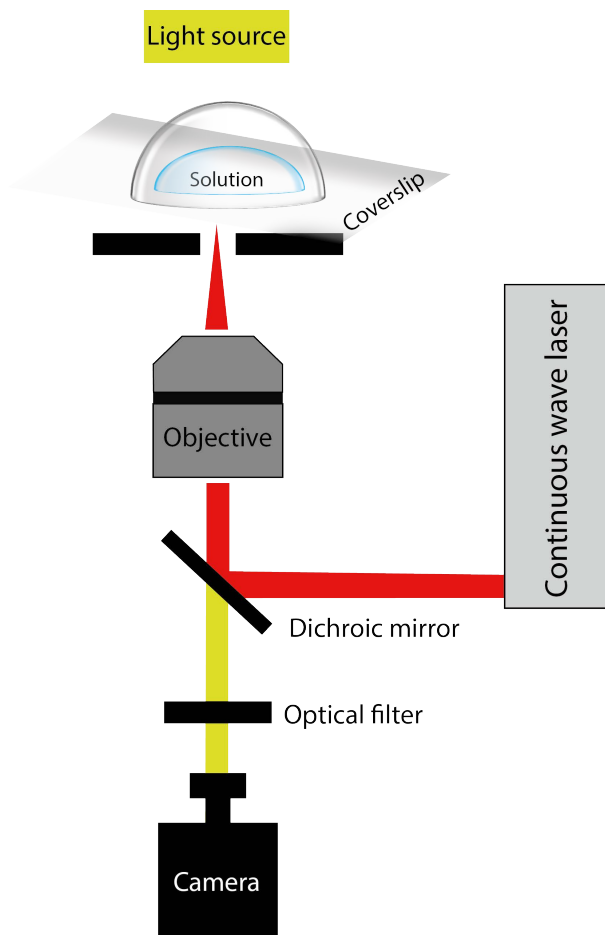 Light source
Solution
Coverslip
Continuous wave laser
Objective
Dichroic mirror
Optical filter
Camera